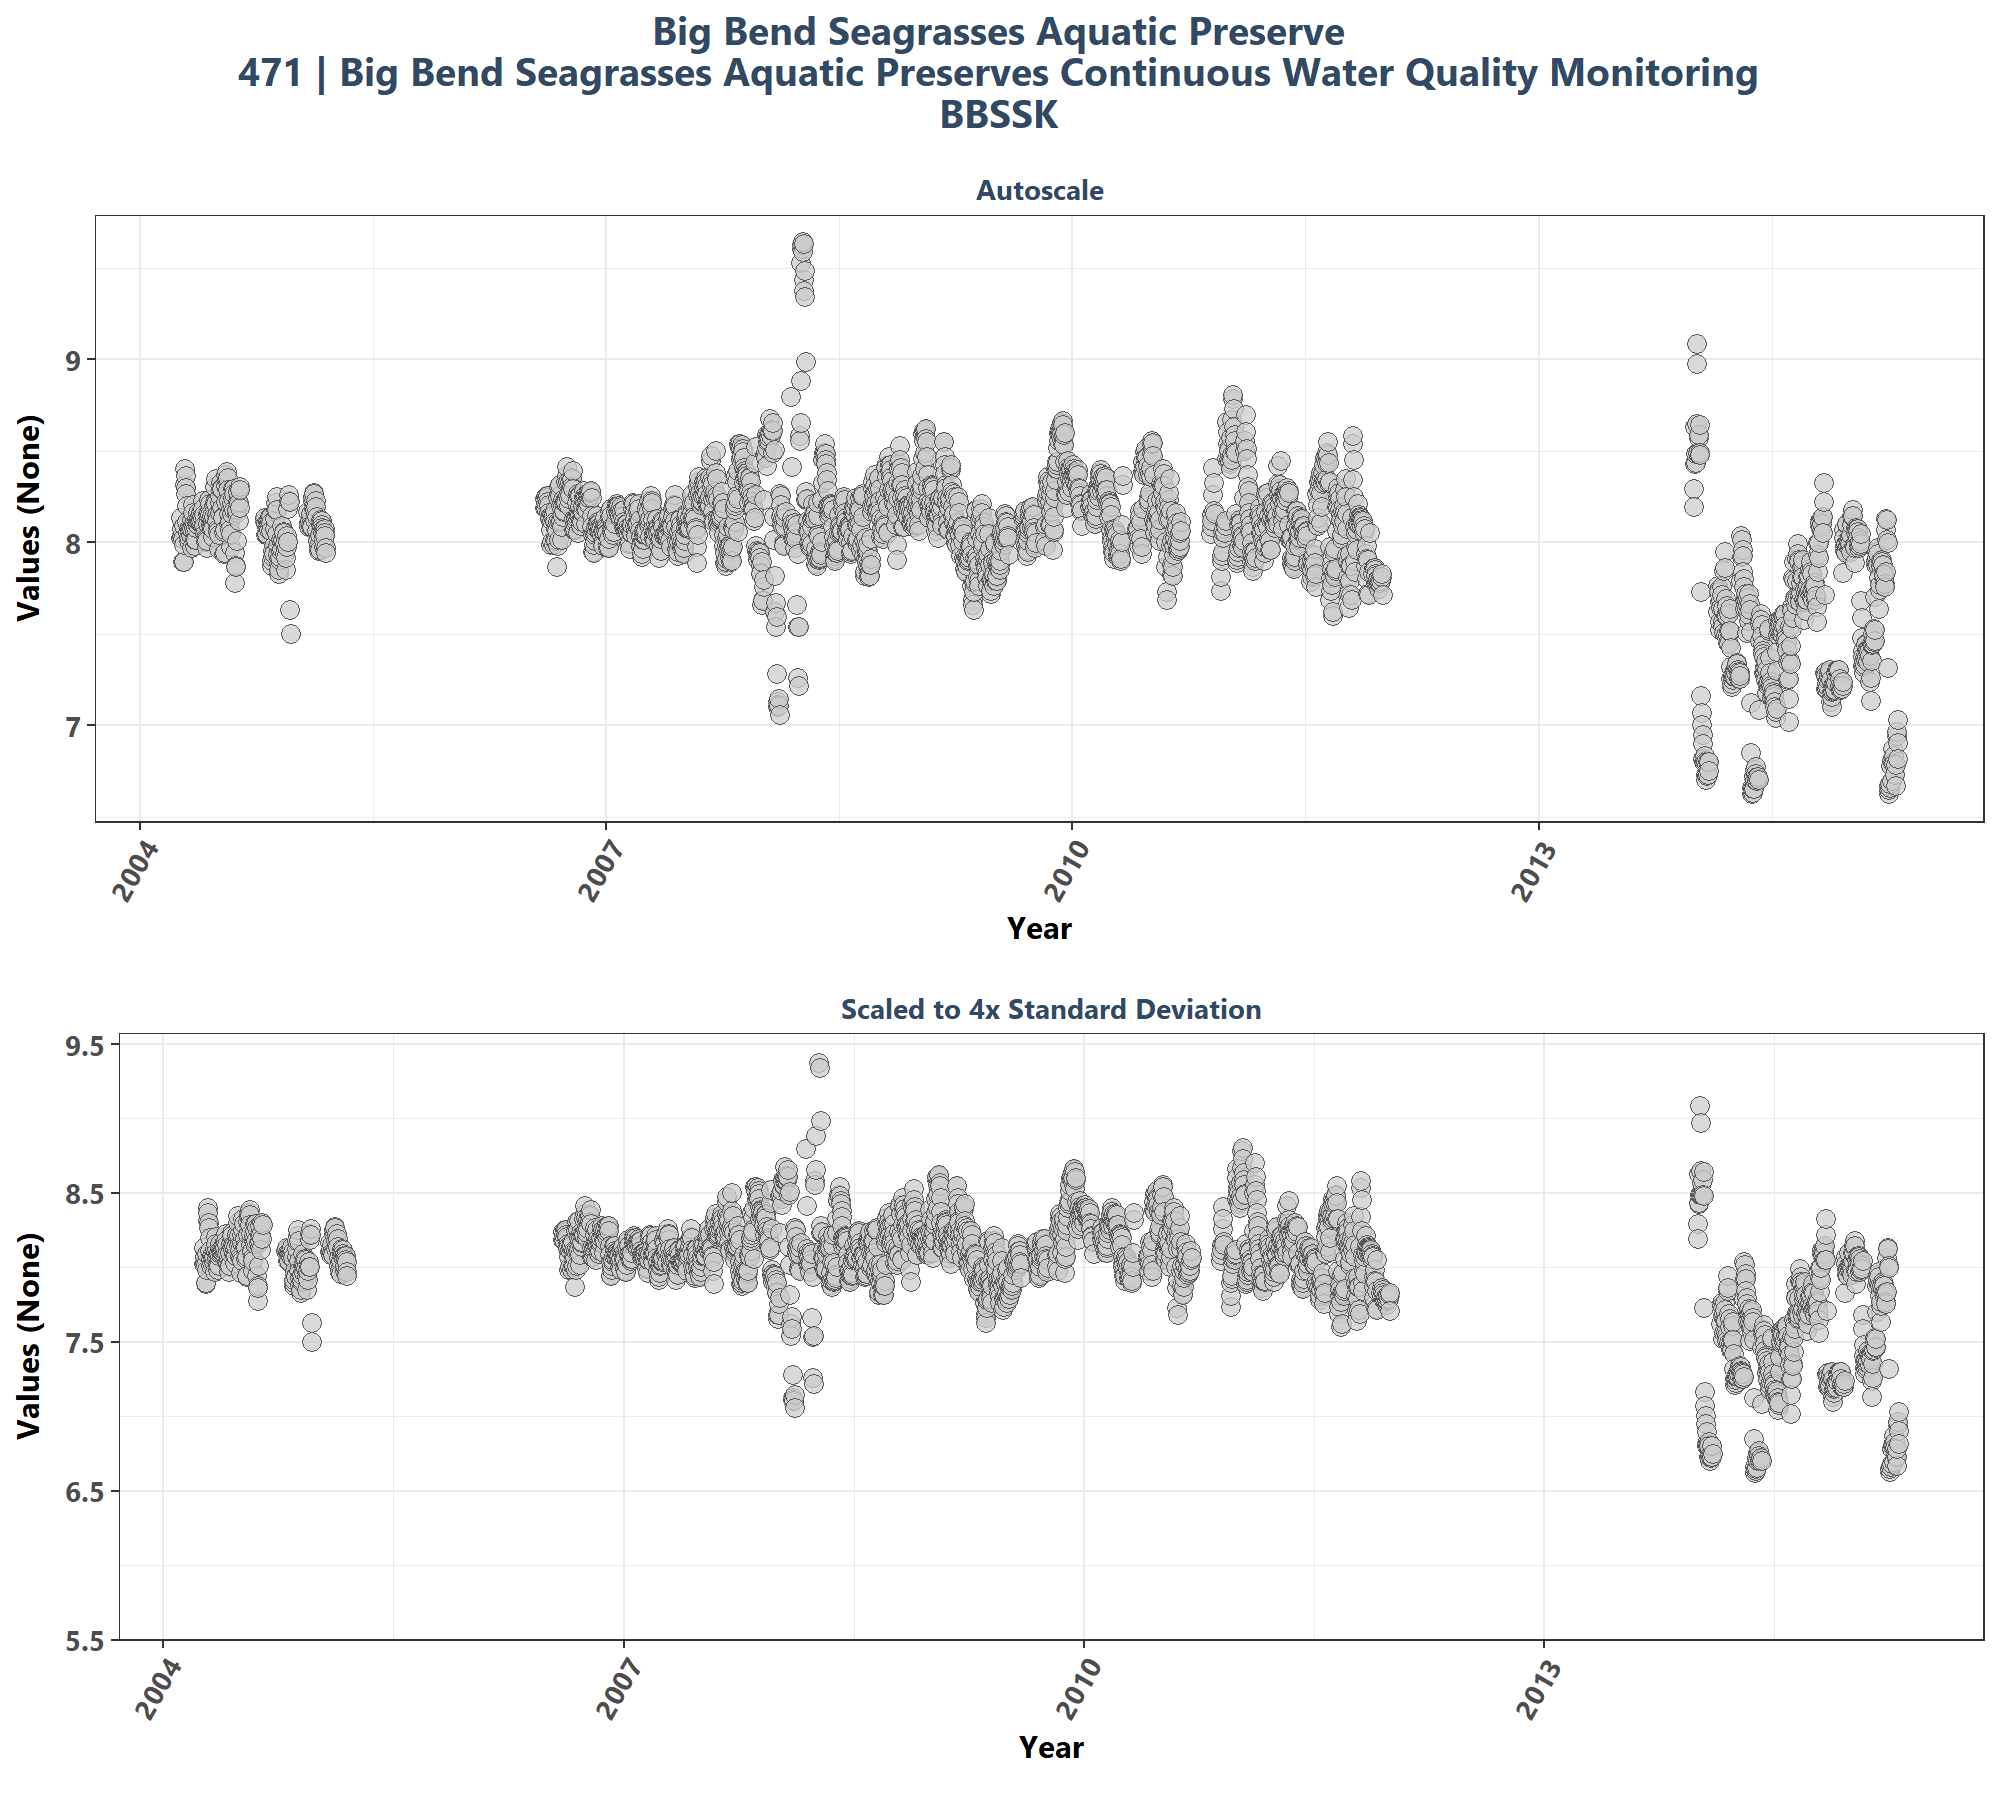 Big Bend Seagrasses Aquatic Preserve
471 | Big Bend Seagrasses Aquatic Preserves Continuous Water Quality Monitoring
BBSSK
Autoscale
Values (None)
9
8
7
2004
2007
2010
2013
Year
Scaled to 4x Standard Deviation
Values (None)
9.5
8.5
7.5
6.5
5.5
2004
2007
2010
2013
Year